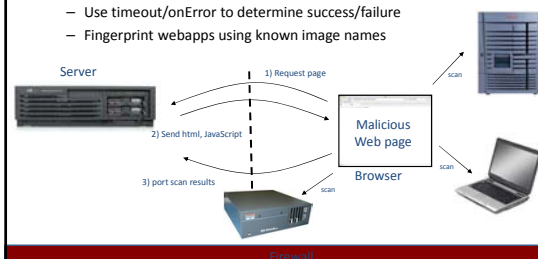 – Use timeout/onError to determine success/failure
– Fingerprint webapps using known image names
Server
1) Request page
scan
2) Send html, JavaScript
Malicious
Web page
3) port scan results
scan
Browser
scan
Firewall